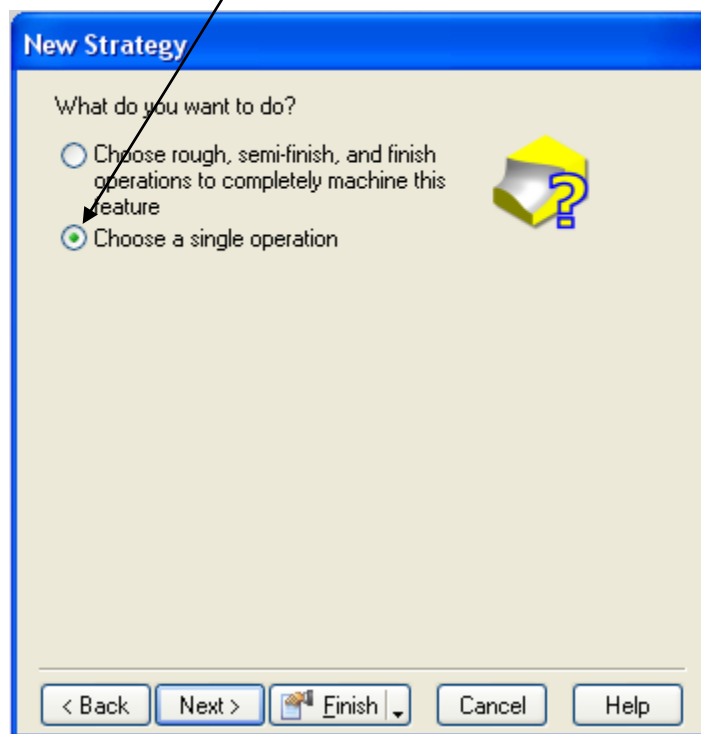 New Strategy
What do you want to do?
Choose rough, semi-finish, and finish
operations to completely machine this
feature
Choose a single operation
< Back Next > Finish Cancel Help